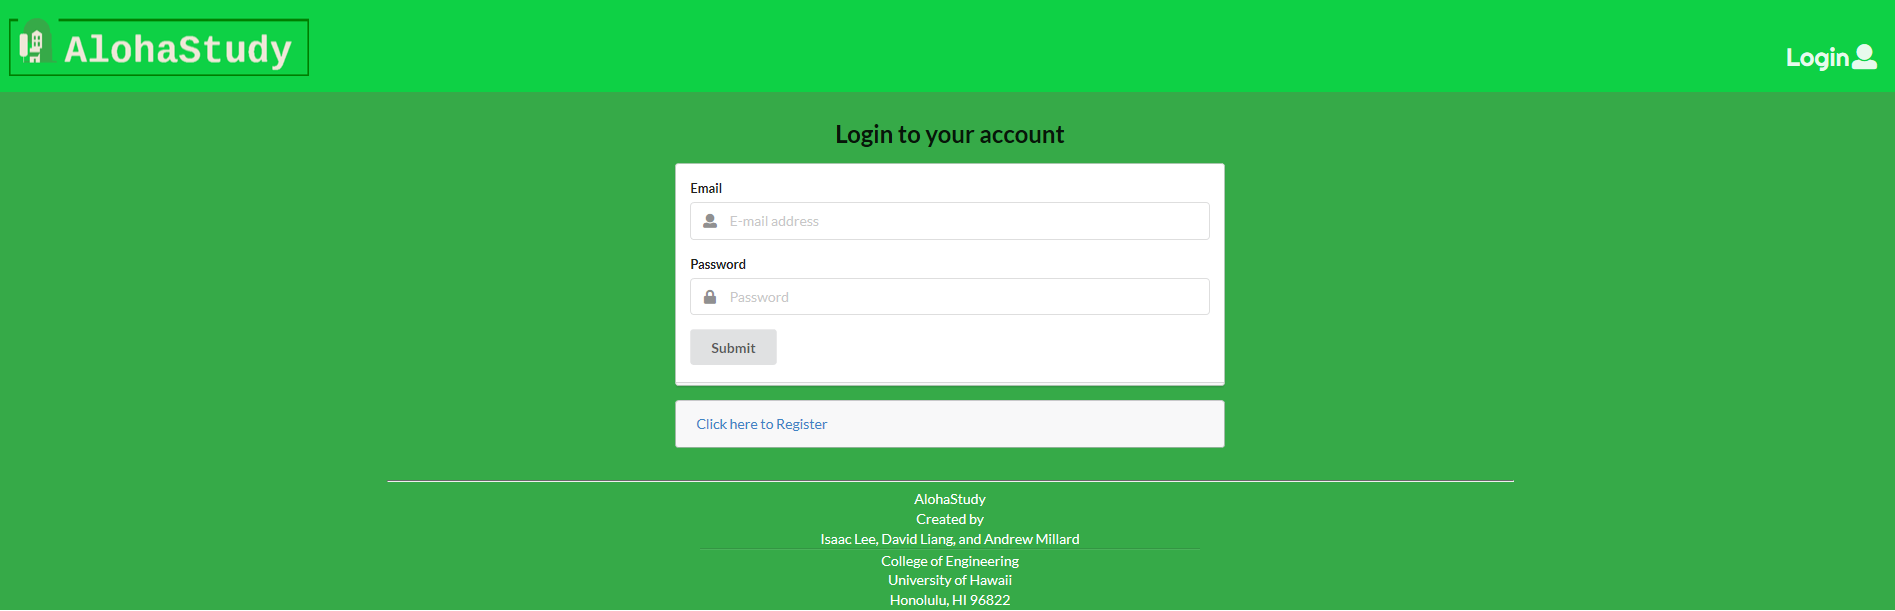 AlohaStudy
Login
Login to your account
Email
E-mail address
Password
Password
Submit
Click here to Register
AlohaStudy
Created by
Isaac Lee, David Liang, and Andrew Millard
College of Engineering
University of Hawaii
Honolulu, HI 96822